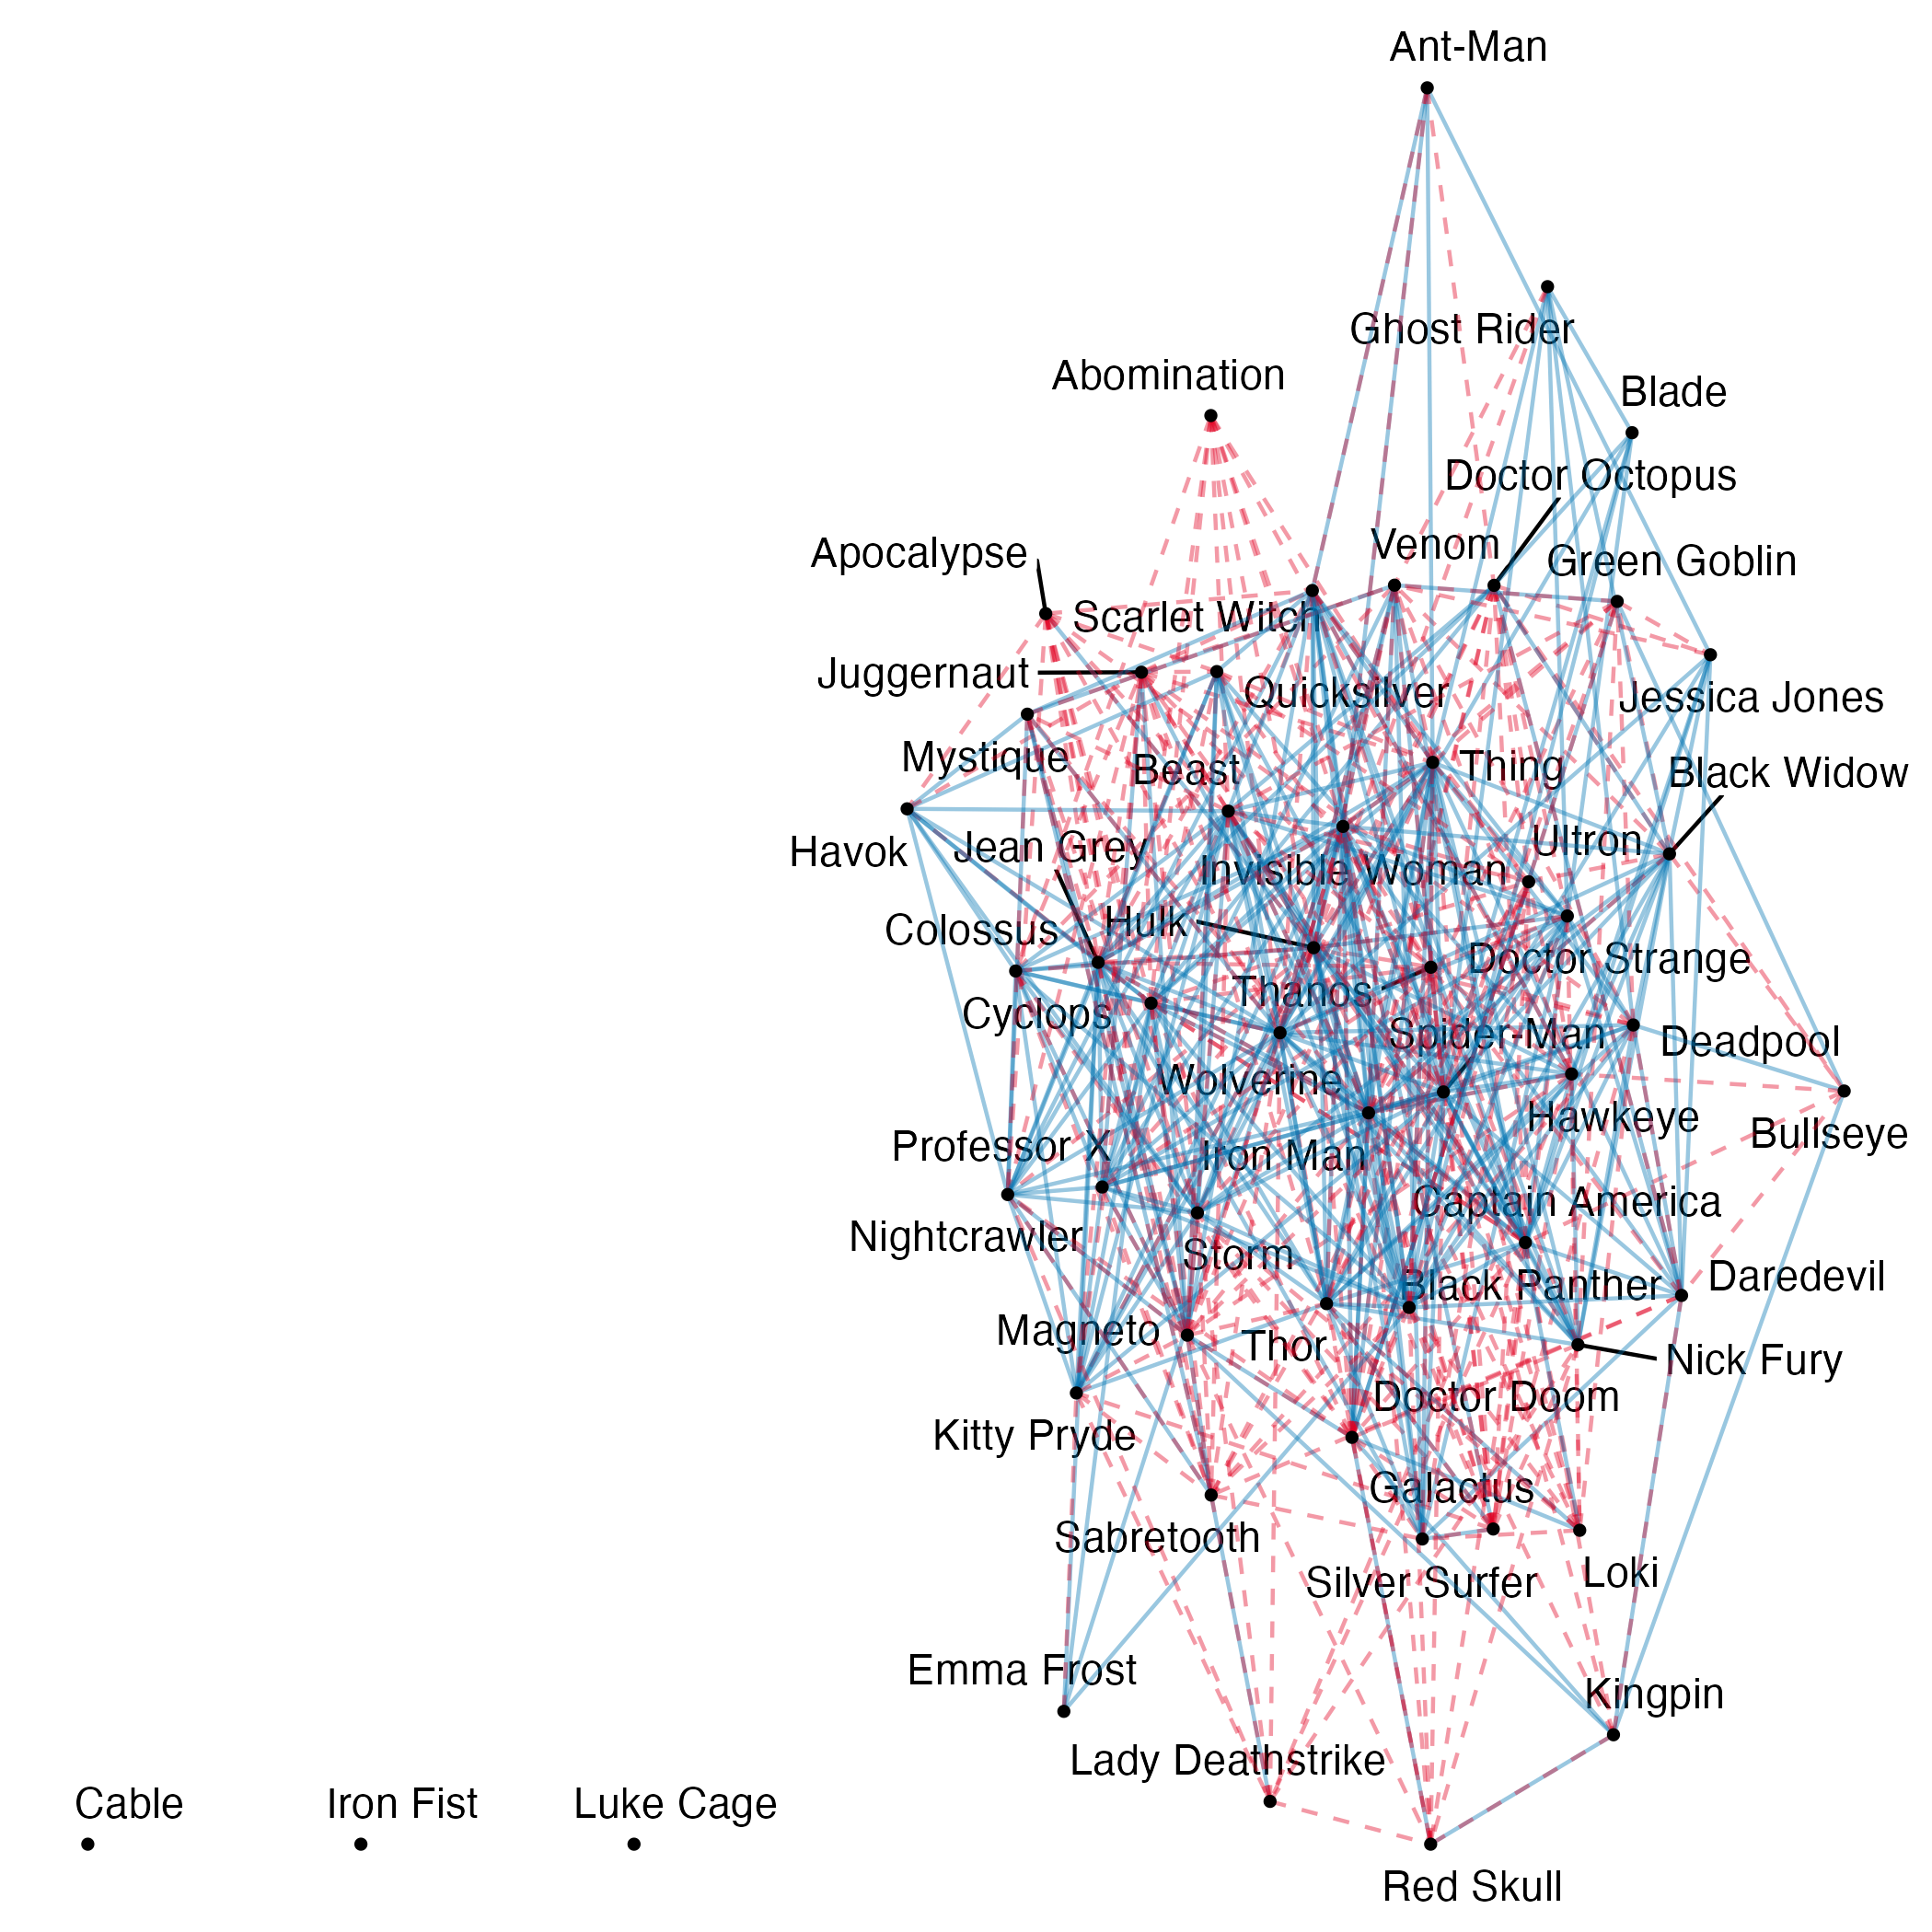 Ant-Man
Ghost Rider
Abomination
Blade
Doctor Octopus
Venom
Apocalypse
Green Goblin
Scarlet Witch
Juggernaut
Quicksilver
Jessica Jones
Mystique
Beast
Thing
Black Widow
Havok
Jean Grey
Invisible Woman
Ultron
Colossus
Hulk
Doctor Strange
Thanos
Cyclops
Spider-Man
Deadpool
Wolverine
Hawkeye
Bullseye
Professor X
Iron Man
Captain America
Nightcrawler
Storm
Black Panther
Daredevil
Magneto
Thor
Nick Fury
Doctor Doom
Kitty Pryde
Galactus
Sabretooth
Silver Surfer
Loki
Emma Frost
Kingpin
Lady Deathstrike
Cable
Iron Fist
Luke Cage
Red Skull